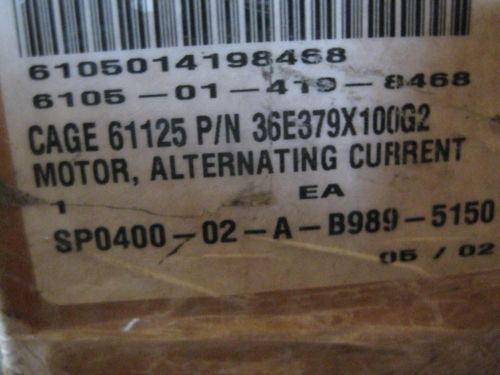 6105014198468
6105-01-419-8468
CAGE 61125 P/N 36E379X100G2
MOTOR, ALTERNATING CURRENT
1 EA
SP0400-02-A-B989-5150
05 / 02